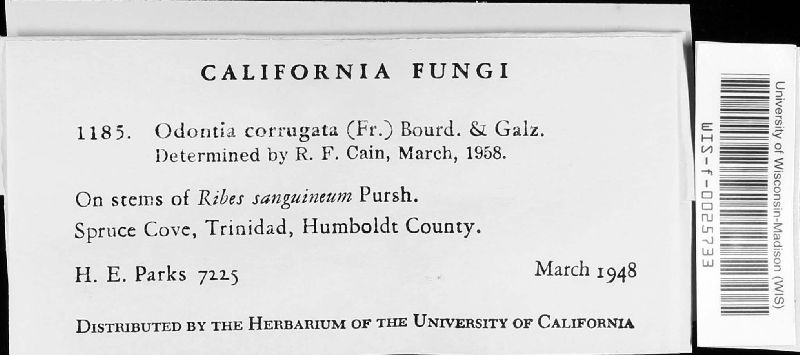 CALIFORNIA FUNGI
1185. Odontia corrugata (Fr.) Bourd. & Galz.
Determined by R. F. Cain, March, 1958.
On stems of Ribes sanguineum Pursh.
Spruce Cove, Trinidad, Humboldt County.
H. E. Parks 7225 March 1948
DISTRIBUTED BY THE HERBARIUM OF THE UNIVERSITY OF CALIFORNIA
University of Wisconsin-Madison (WIS)
WIS-f-0025733